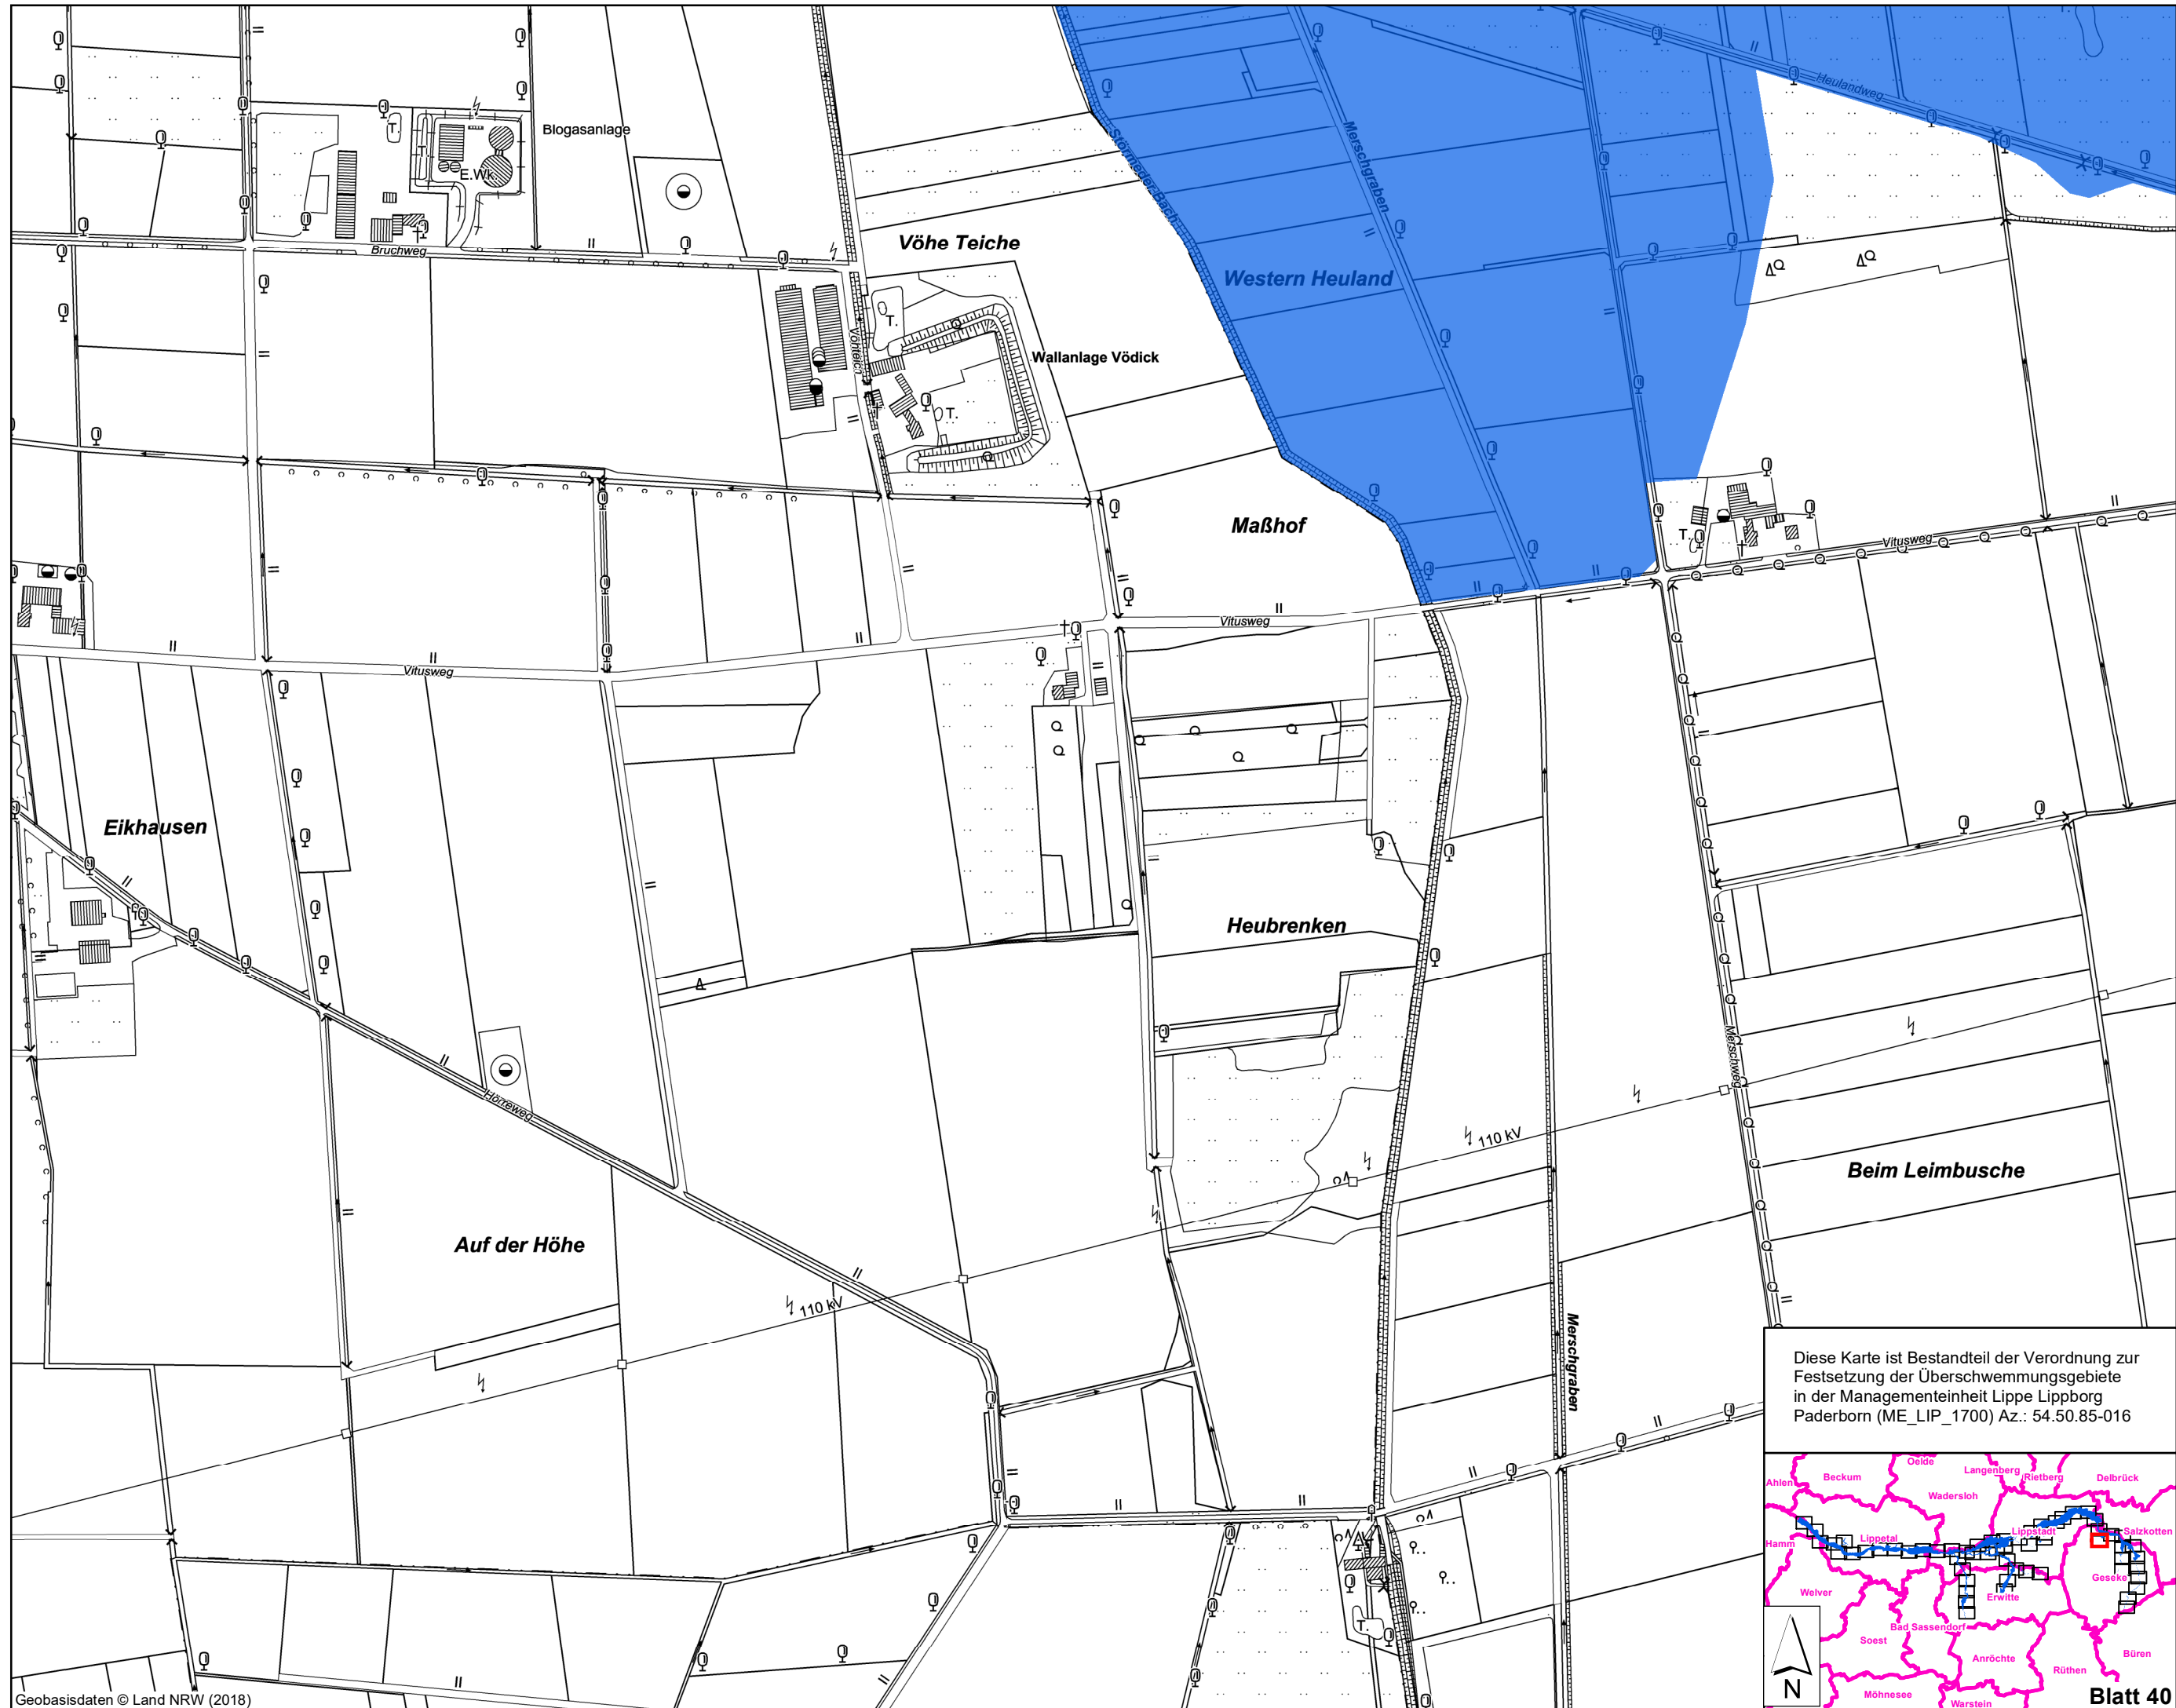 Heulandweg
T.
Biogasanlage
T.
T
E.Wk.
Störmeder Bach
Merschgraben
Bruchweg
Vöhe Teiche
Western Heuland
T.
Vöhteich
Wallanlage Vödick
T.
Maßhof
T.
Vitusweg
Vitusweg
Vitusweg
Eikhausen
Heubrenken
Merschweg
Hörreweg
110 kV
Beim Leimbusche
Auf der Höhe
110 kV
Merschgraben
T.
Diese Karte ist Bestandteil der Verordnung zur
Festsetzung der Überschwemmungsgebiete
in der Managementeinheit Lippe Lippborg
Paderborn (ME_LIP_1700) Az.: 54.50.85-016
Oelde
Ahlen
Beckum
Langenberg
Rietberg
Delbrück
Wadersloh
Lippstadt
Salzkotten
Lippetal
Hamm
Geseke
Welver
Erwitte
Bad Sassendorf
Soest
Anröchte
Büren
Rüthen
Möhnesee
Warstein
N
Blatt 40
Geobasisdaten © Land NRW (2018)